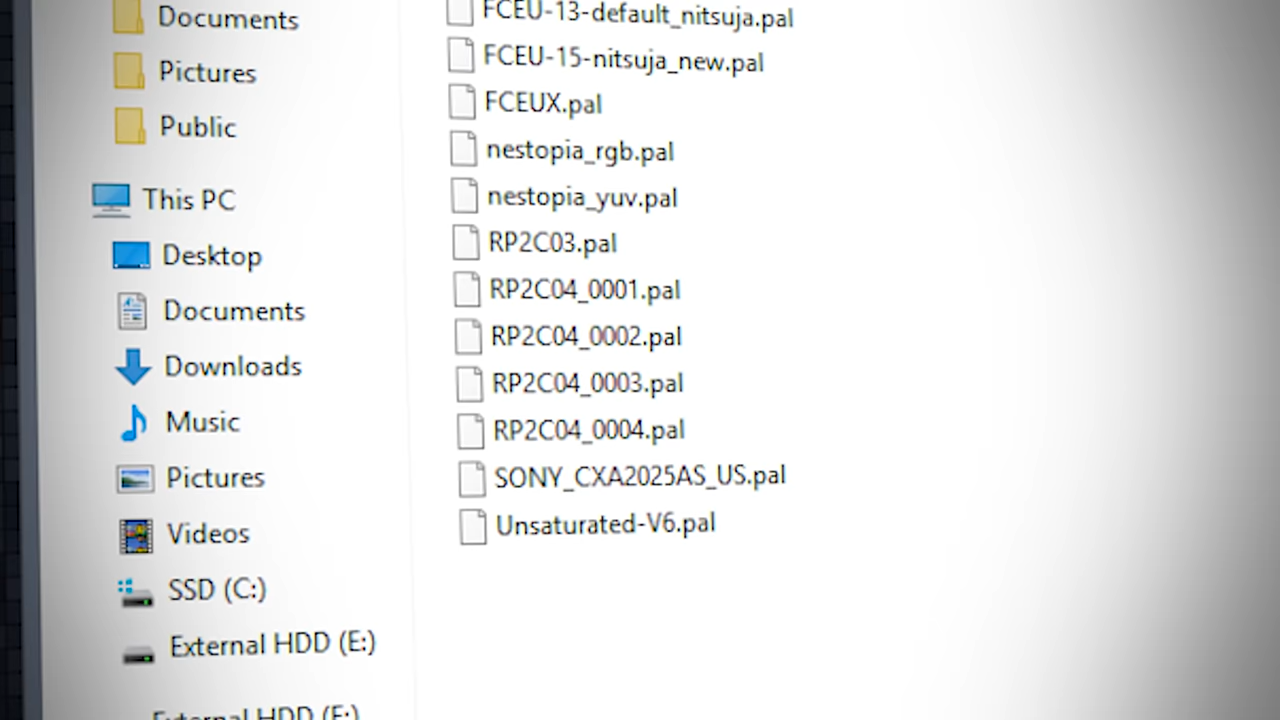 Documents
Pictures
Public
This PC
Desktop
Documents
Downloads
Music
Pictures
Videos
SSD (C:)
External HDD (E:)
External HDD (E:)
FCEU-13-default_nitsuja.pal
FCEU-15-nitsuja_new.pal
FCEUX.pal
nestopia_rgb.pal
nestopia_yuv.pal
RP2C03.pal
RP2C04_0001.pal
RP2C04_0002.pal
RP2C04_0003.pal
RP2C04_0004.pal
SONY_CXA2025AS_US.pal
Unsaturated-V6.pal